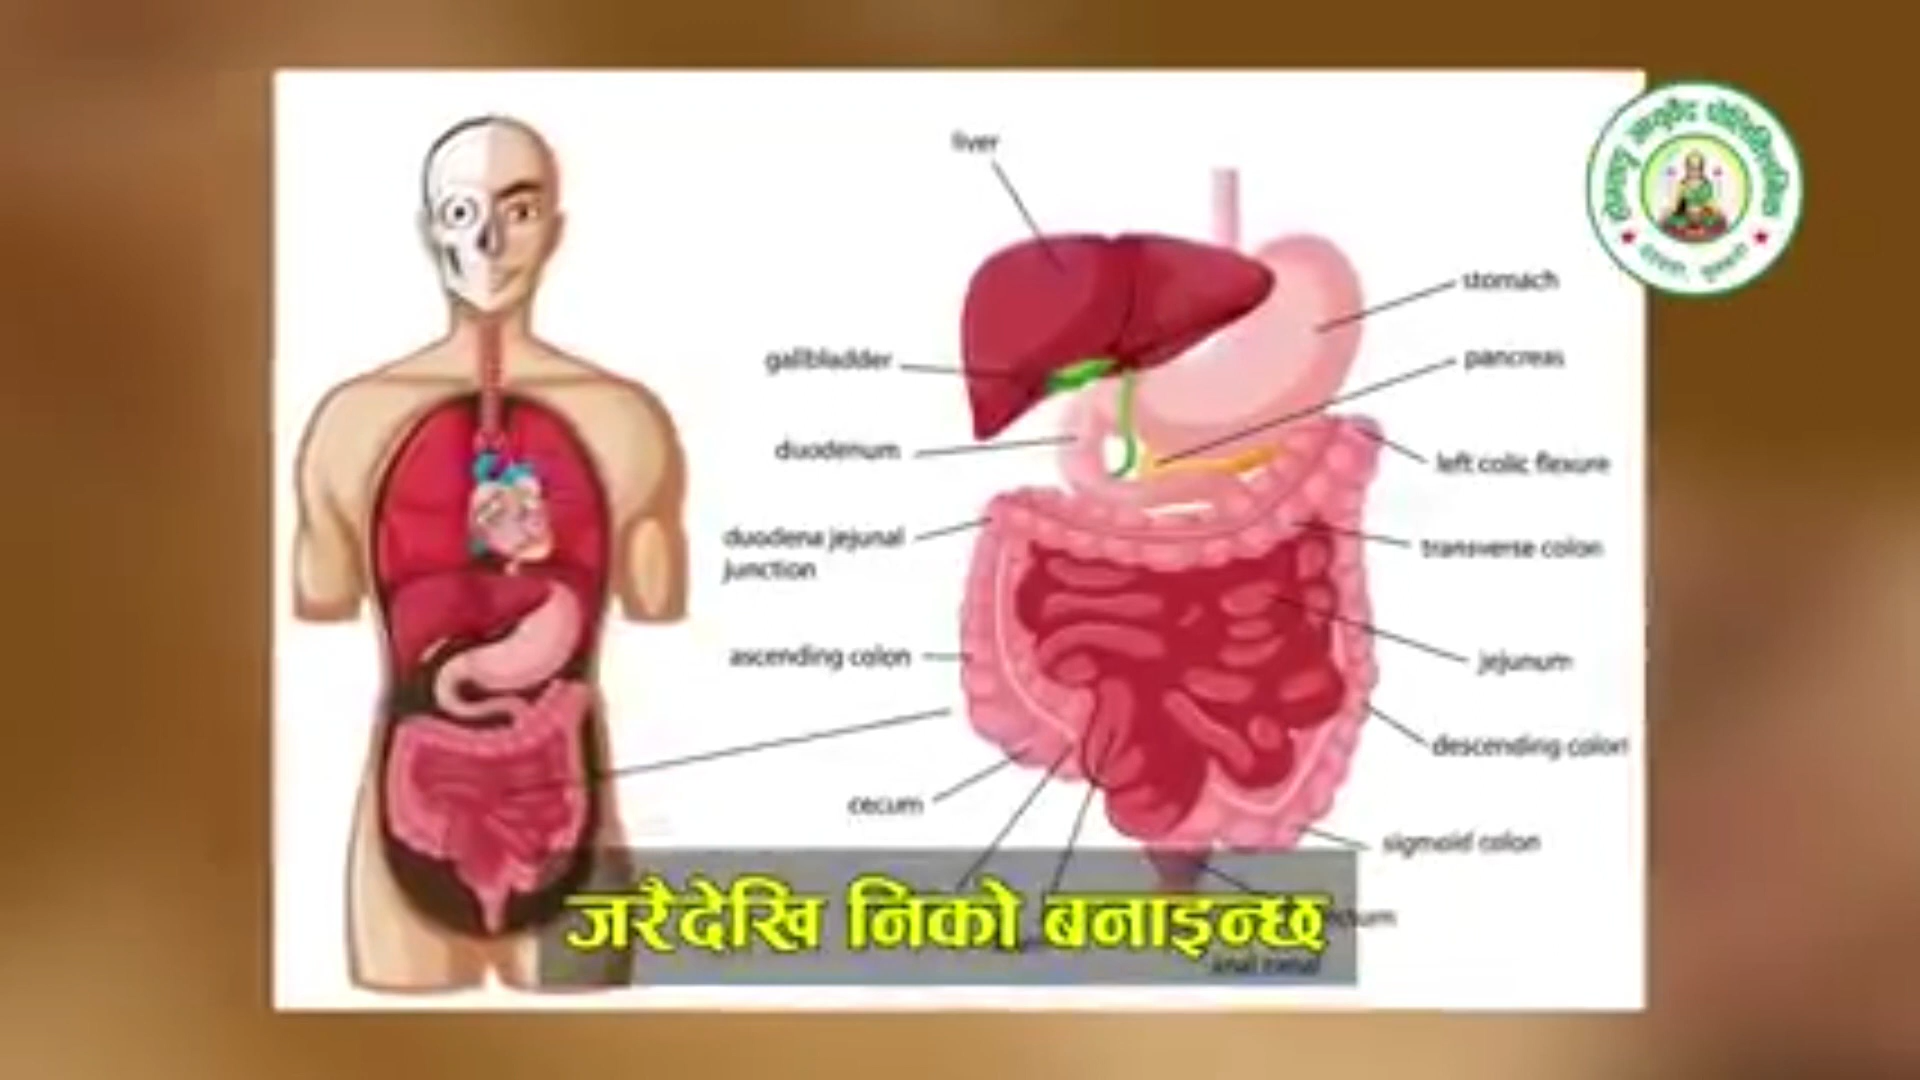 liver
stomach
gallbladder
pancreas
duodenum
left colic flexure
duodena jejunal
junction
transverse colon
ascending colon
jejunum
descending colon
cecum
sigmoid colon
जरैदेखि निको बनाइन्छ
anal canal